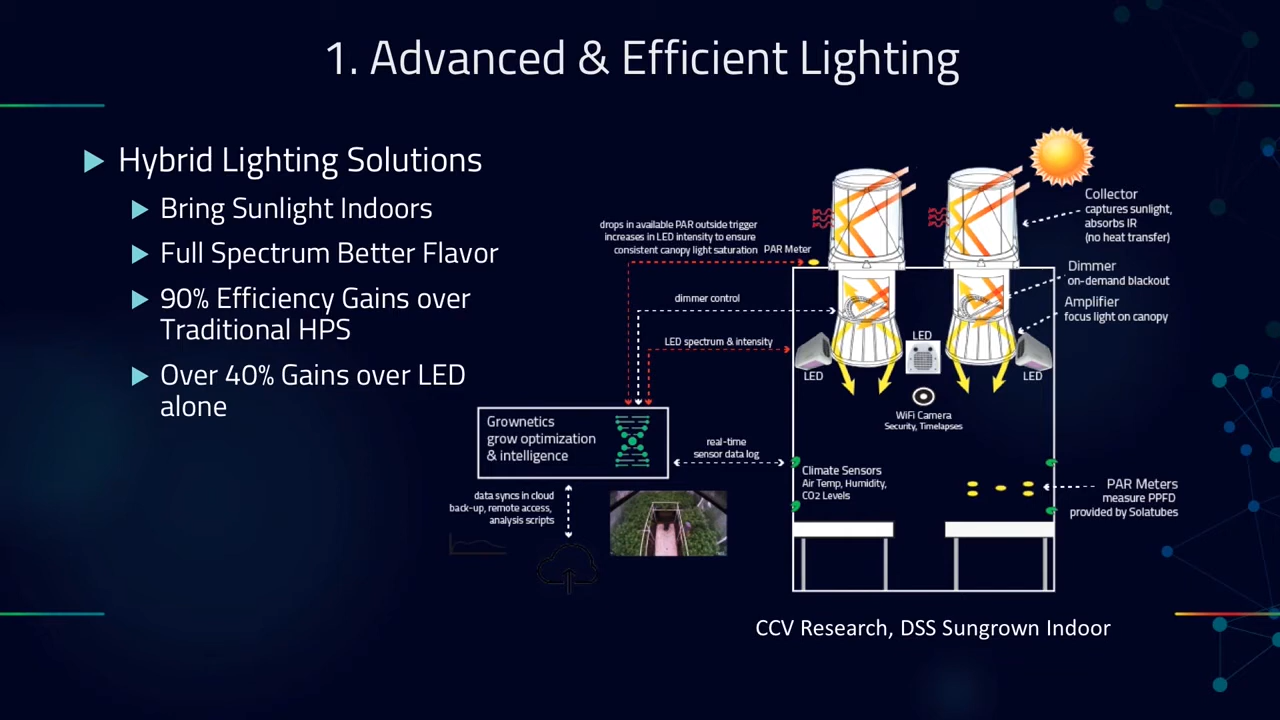 1. Advanced & Efficient Lighting
Hybrid Lighting Solutions
Bring Sunlight Indoors
Full Spectrum Better Flavor
90% Efficiency Gains over
Traditional HPS
Over 40% Gains over LED
alone
drops in available PAR outside trigger
increases in LED intensity to ensure
consistent canopy light saturation
PAR Meter
dimmer control
LED spectrum & intensity
Collector
captures sunlight,
absorbs IR
(no heat transfer)
Dimmer
on-demand blackout
Amplifier
focus light on canopy
LED
LED
LED
WiFi Camera
Security, Timelapses
Grownetics
grow optimization
& intelligence
real-time
sensor data log
Climate Sensors
Air Temp, Humidity,
CO2 Levels
PAR Meters
measure PPFD
provided by Solatubes
data syncs in cloud
back-up, remote access,
analysis scripts
CCV Research, DSS Sungrown Indoor